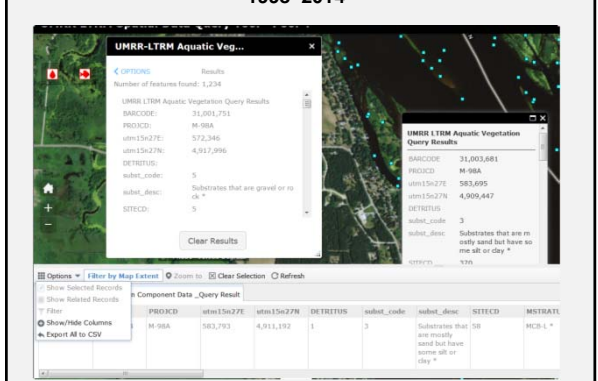 1998–2014
UMRR-LTRM Aquatic Veg... ×
OPTIONS Results
Number of features found: 1,234
UMRR LTRM Aquatic Vegetation Query Results
BARCODE: 31,001,751
PROJCD: M-98A
utm15n27E: 572,346
utm15n27N: 4,917,996
DETRITUS:
subst_code: 5
subst_desc: Substrates that are gravel or ro
ck *
SITECD: 5
Clear Results
UMRR LTRM Aquatic Vegetation
Query Results
BARCODE 31,003,681
PROJCD M-98A
utm15n27E 583,695
utm15n27N 4,909,447
DETRITUS
subst_code 3
subst_desc Substrates that are m
ostly sand but have so
me silt or clay *
SITECD 320
Options Filter by Map Extent Zoom to Clear Selection Refresh
Show Selected Records
Show Related Records
Filter
Show/Hide Columns
Export All to CSV
Component Data _Query Result
PROJCD utm15n27E utm15n27N DETRITUS subst_code subst_desc SITECD MSTRATU
M-98A 583,793 4,911,192 1 3 Substrates that 58 MCB-L *
are mostly
sand but have
some silt or
clay *